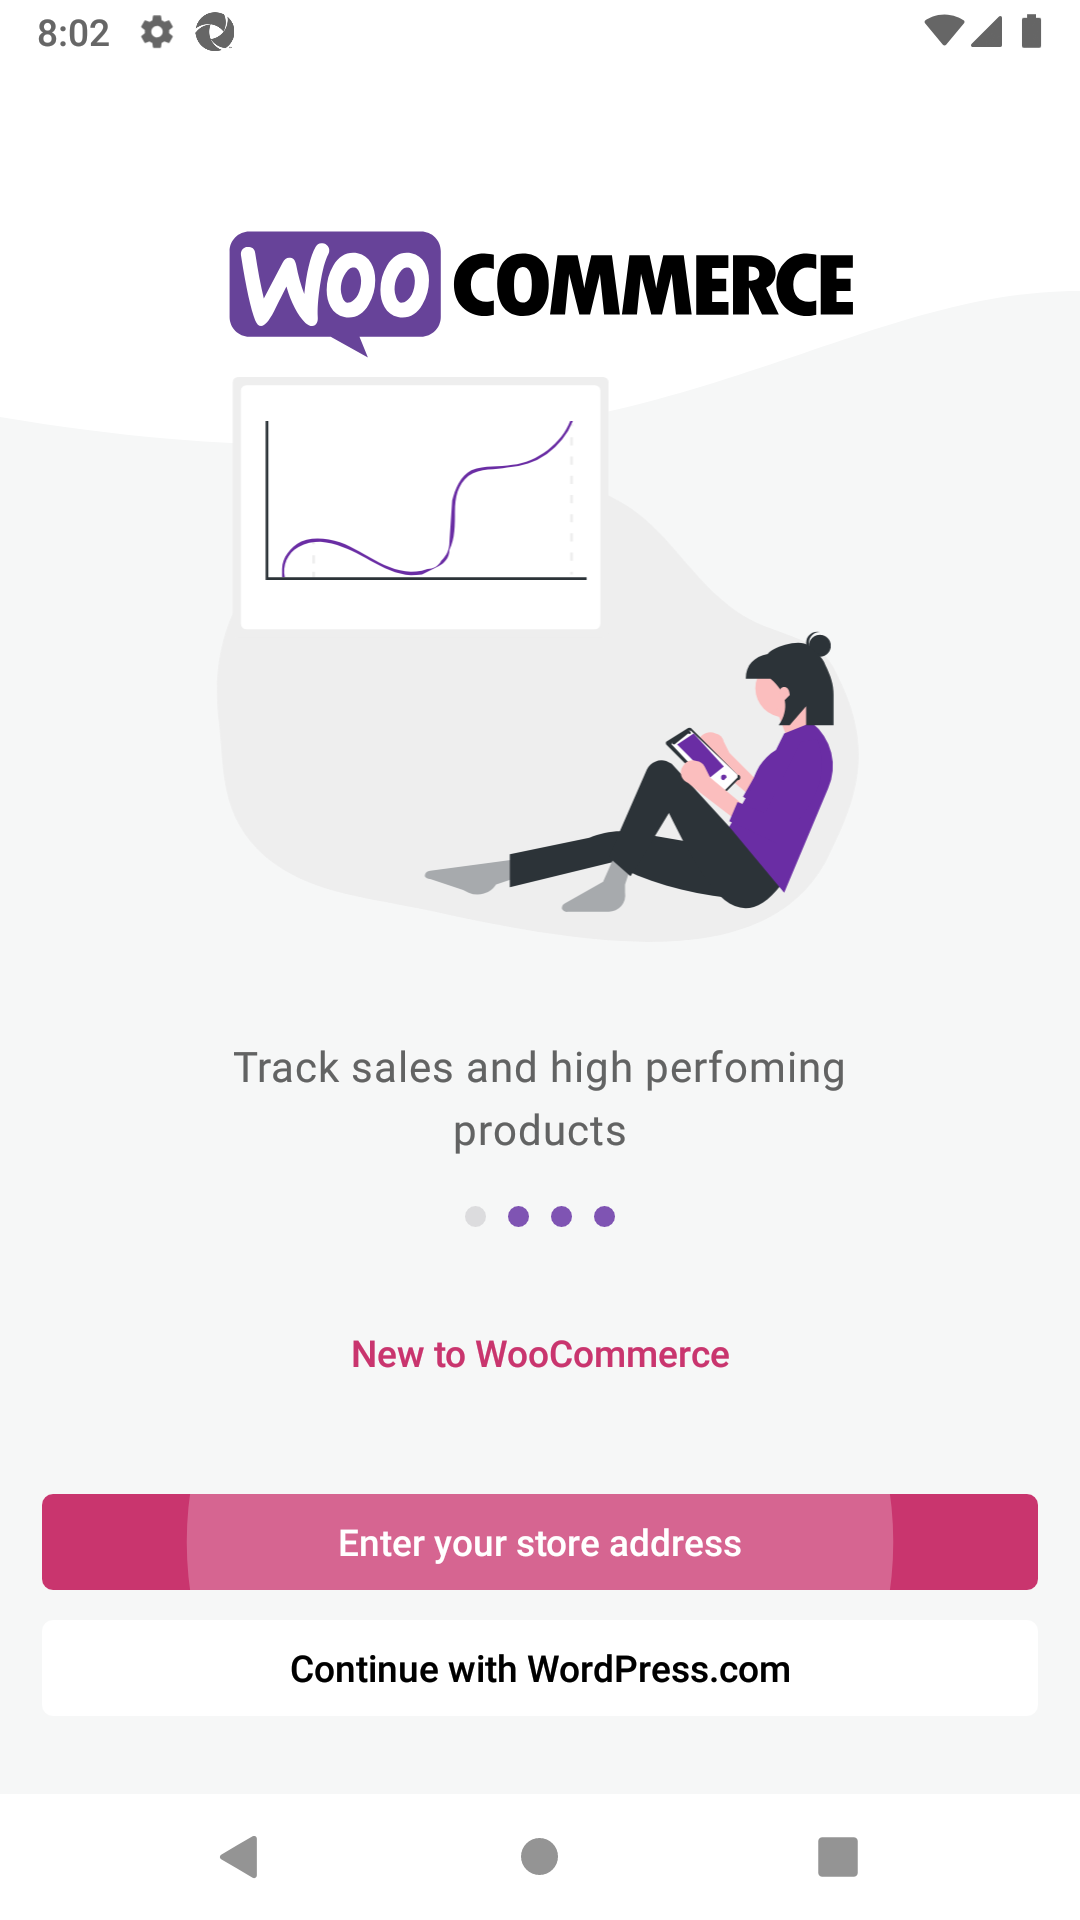 8:02
WOO COMMERCE
Track sales and high perfoming
products
New to WooCommerce
Enter your store address
Continue with WordPress.com